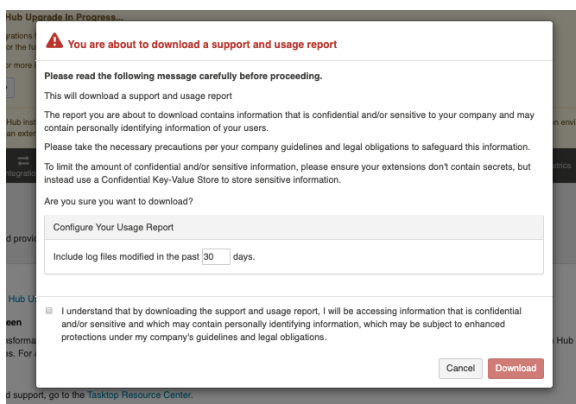 Hub Upgrade In Progress...
You are about to download a support and usage report
Please read the following message carefully before proceeding.
This will download a support and usage report
The report you are about to download contains information that is confidential and/or sensitive to your company and may
contain personally identifying information of your users.
Please take the necessary precautions per your company guidelines and legal obligations to safeguard this information.
To limit the amount of confidential and/or sensitive information, please ensure your extensions don't contain secrets, but
instead use a Confidential Key-Value Store to store sensitive information.
Are you sure you want to download?
Configure Your Usage Report
Include log files modified in the past 30 days.
Hub
I understand that by downloading the support and usage report, I will be accessing information that is confidential
and/or sensitive and which may contain personally identifying information, which may be subject to enhanced
protections under my company's guidelines and legal obligations.
Hub
Cancel
Download
d support, go to the Tasktop Resource Center.